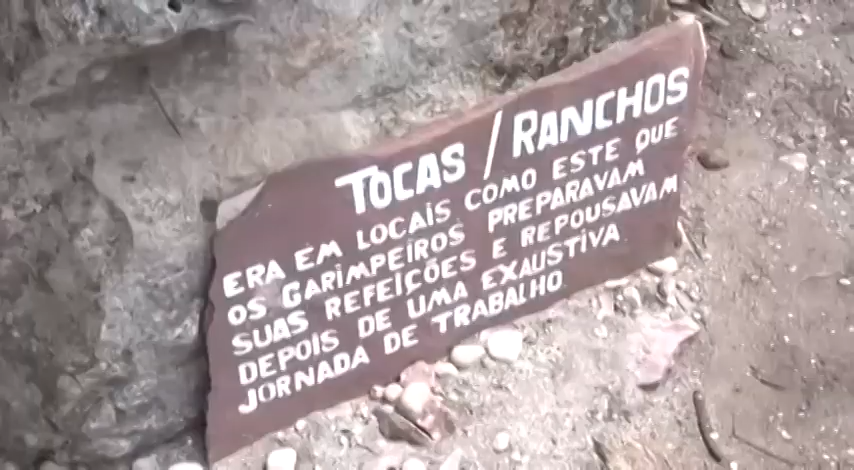 TOCAS / RANCHOS
ERA EM LOCAIS COMO ESTE QUE
OS GARIMPEIROS PREPARAVAM
SUAS REFEIÇÕES E REPOUSAVAM
DEPOIS DE UMA EXAUSTIVA
JORNADA DE TRABALHO